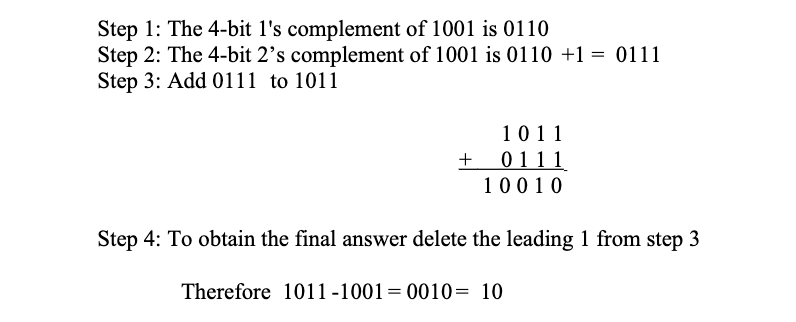 Step 1: The 4-bit 1's complement of 1001 is 0110
Step 2: The 4-bit 2’s complement of 1001 is 0110 +1 = 0111
Step 3: Add 0111 to 1011
1 0 1 1
+ 0 1 1 1
1 0 0 1 0
Step 4: To obtain the final answer delete the leading 1 from step 3
Therefore 1011 -1001 = 0010 = 10